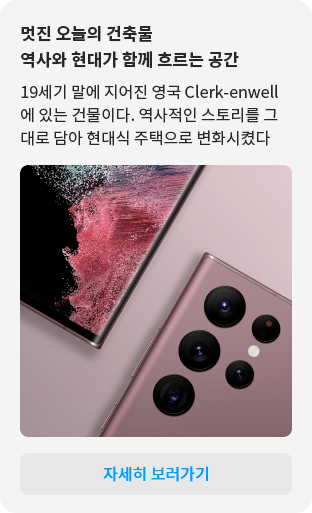 멋진 오늘의 건축물
역사와 현대가 함께 흐르는 공간
19세기 말에 지어진 영국 Clerk-enwell
에 있는 건물이다. 역사적인 스토리를 그
대로 담아 현대식 주택으로 변화시켰다
자세히 보러가기